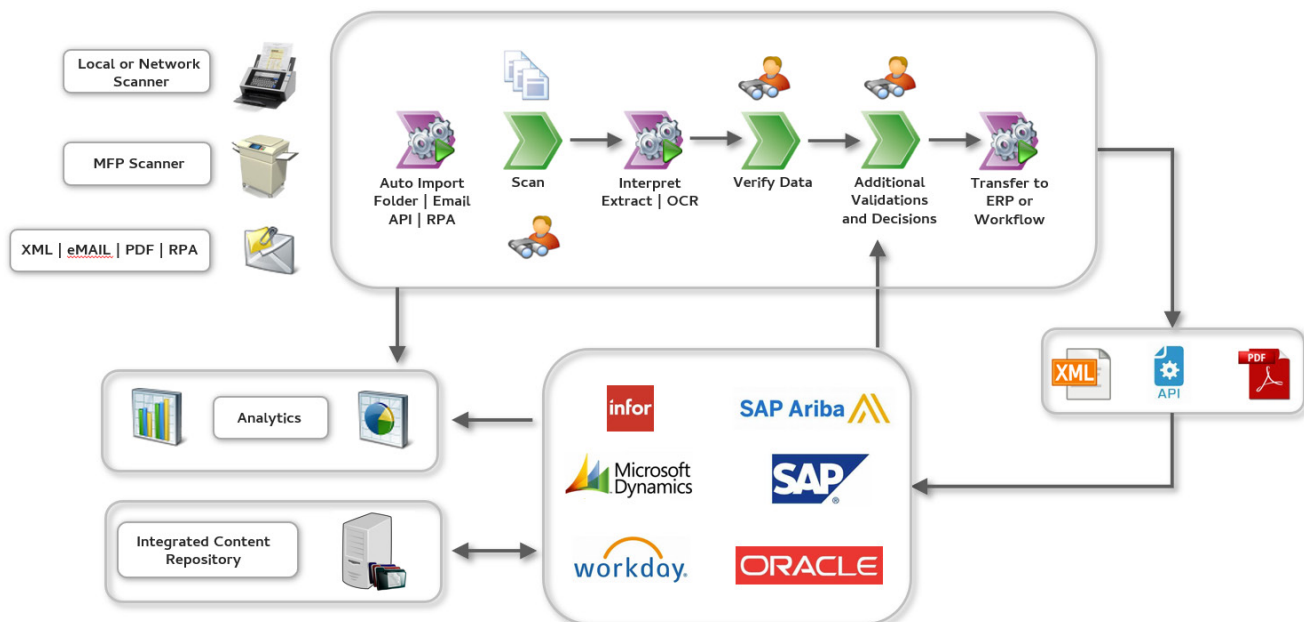 Local or Network
Scanner
MFP Scanner
XML | eMAIL | PDF | RPA
Auto Import
Folder | Email
API | RPA
Scan
Interpret
Extract | OCR
Verify Data
Additional
Validations
and Decisions
Transfer to
ERP or
Workflow
XML
API
PDF
Analytics
Integrated Content
Repository
infor
SAP Ariba
Microsoft
Dynamics
SAP®
workday.
ORACLE